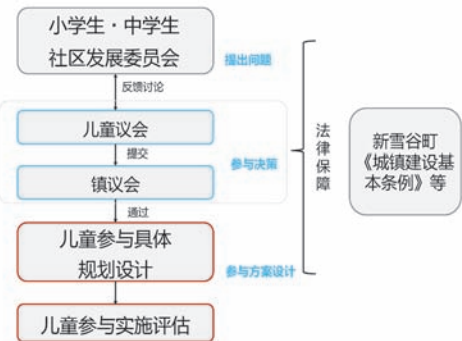 小学生·中学生
社区发展委员会
提出问题
反馈讨论
儿童议会
提交
参与决策
镇议会
通过
儿童参与具体
规划设计
参与方案设计
儿童参与实施评估
法律保障
新雪谷町
《城镇建设基
本条例》等